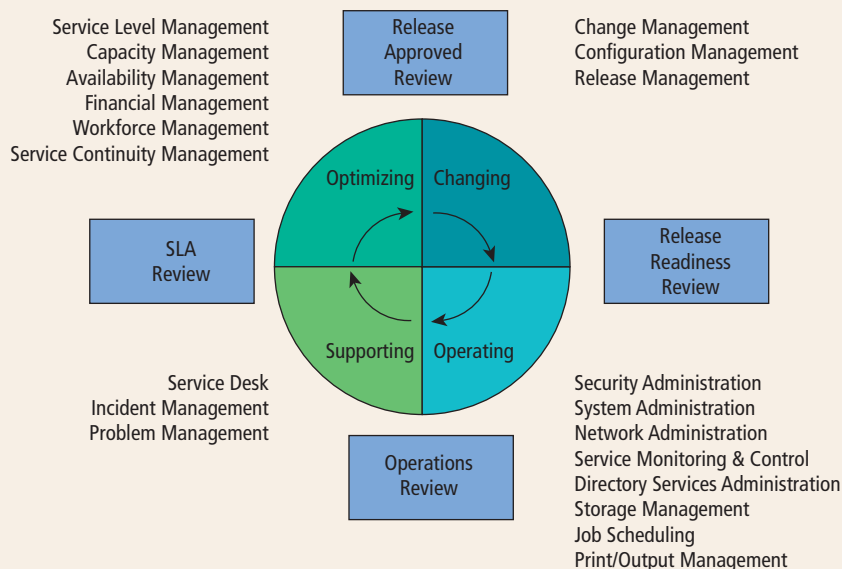 Service Level Management
Capacity Management
Availability Management
Financial Management
Workforce Management
Service Continuity Management
Release
Approved
Review
Change Management
Configuration Management
Release Management
Optimizing
Changing
SLA
Review
Release
Readiness
Review
Supporting
Operating
Service Desk
Incident Management
Problem Management
Operations
Review
Security Administration
System Administration
Network Administration
Service Monitoring & Control
Directory Services Administration
Storage Management
Job Scheduling
Print/Output Management